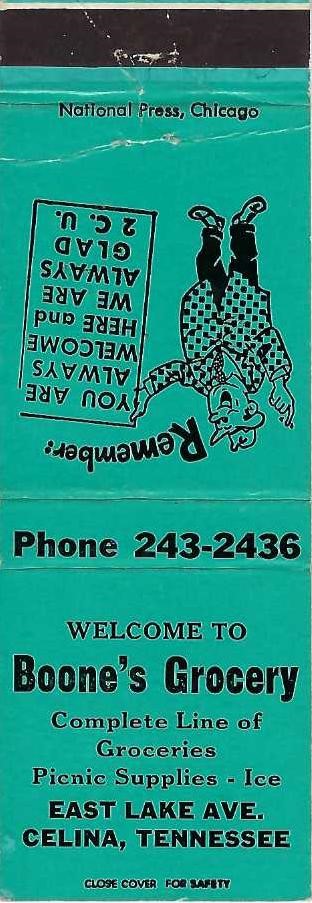 National Press, Chicago
Remember:
YOU ARE
ALWAYS
WELCOME
HERE and
WE ARE
ALWAYS
GLAD
2 C. U.
Phone 243-2436
WELCOME TO
Boone's Grocery
Complete Line of
Groceries
Picnic Supplies - Ice
EAST LAKE AVE.
CELINA, TENNESSEE
CLOSE COVER FOR SAFETY